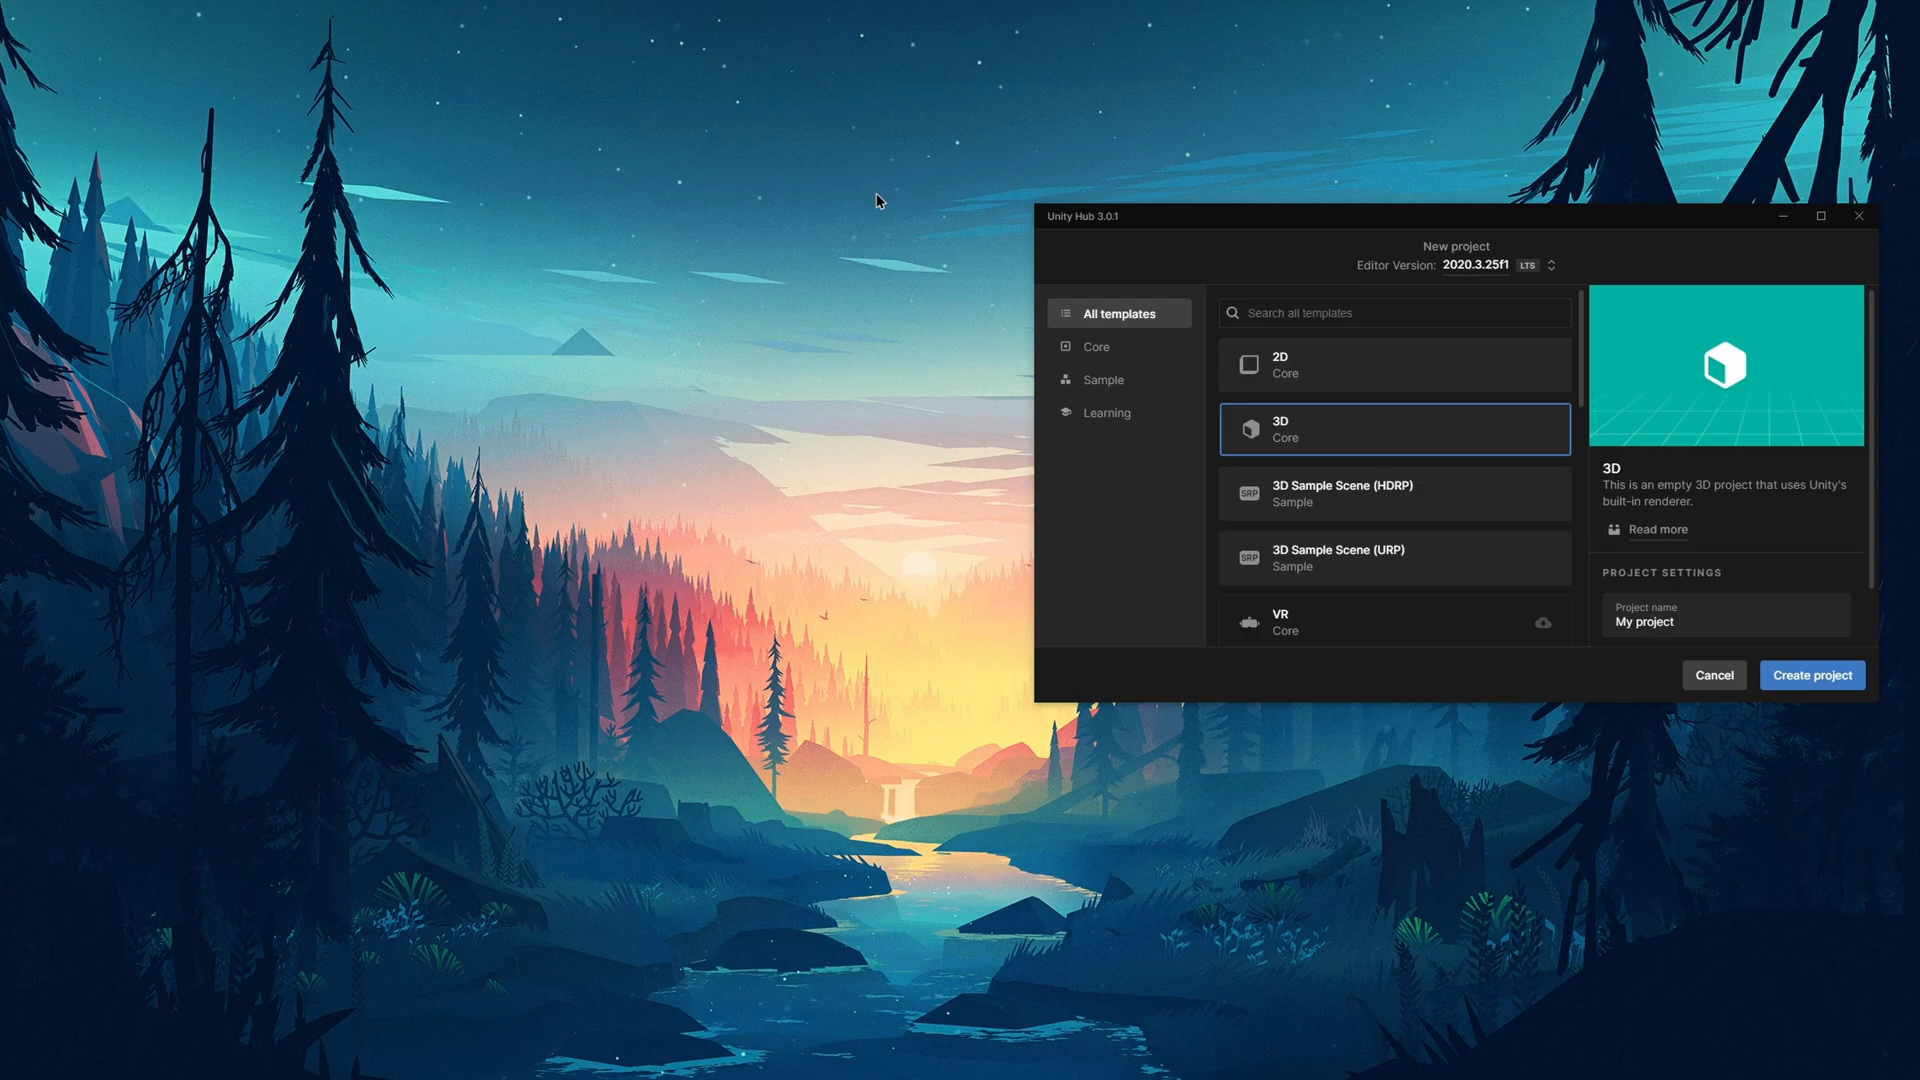 Unity Hub 3.0.1
New project
Editor Version: 2020.3.25f1 LTS
All templates
Core
Sample
Learning
Search all templates
2D
Core
3D
Core
SRP
3D Sample Scene (HDRP)
Sample
SRP
3D Sample Scene (URP)
Sample
VR
Core
3D
This is an empty 3D project that uses Unity's
built-in renderer.
Read more
PROJECT SETTINGS
Project name
My project
Cancel
Create project